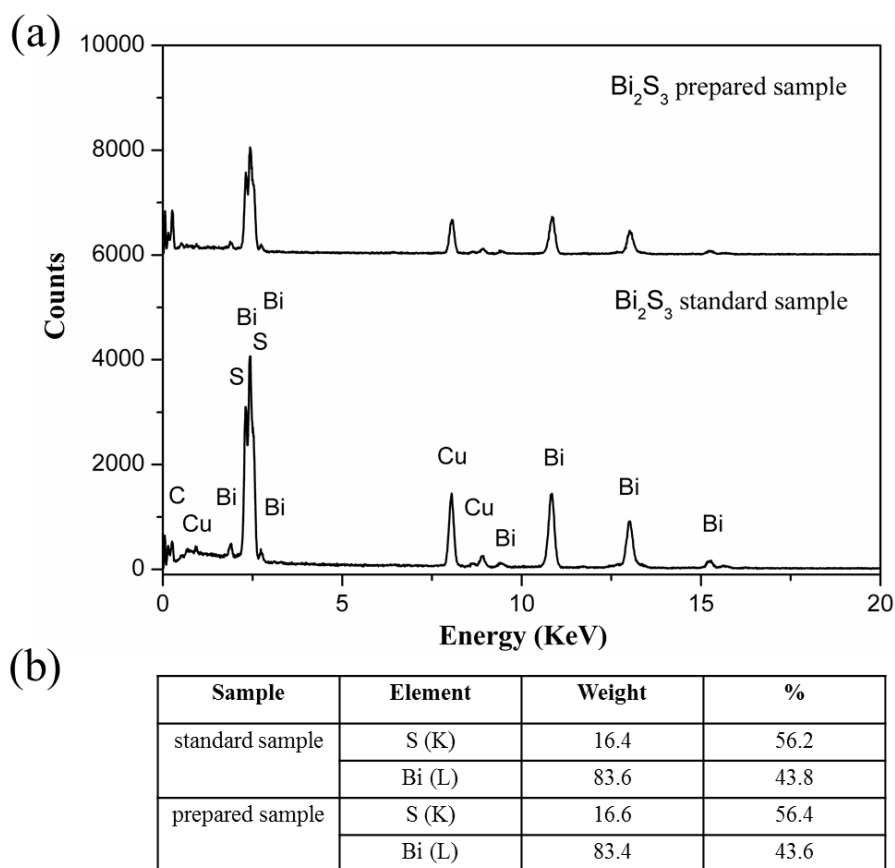 (a)
10000
8000
6000
4000
2000
0
Counts
Bi₂S₃ prepared sample
Bi₂S₃ standard sample
Bi Bi
S
S
C
Cu
Bi
Bi
Cu
Cu
Bi
Bi
Bi
Bi
0 5 10 15 20
Energy (KeV)
(b)
Sample Element Weight %
standard sample S (K) 16.4 56.2
Bi (L) 83.6 43.8
prepared sample S (K) 16.6 56.4
Bi (L) 83.4 43.6